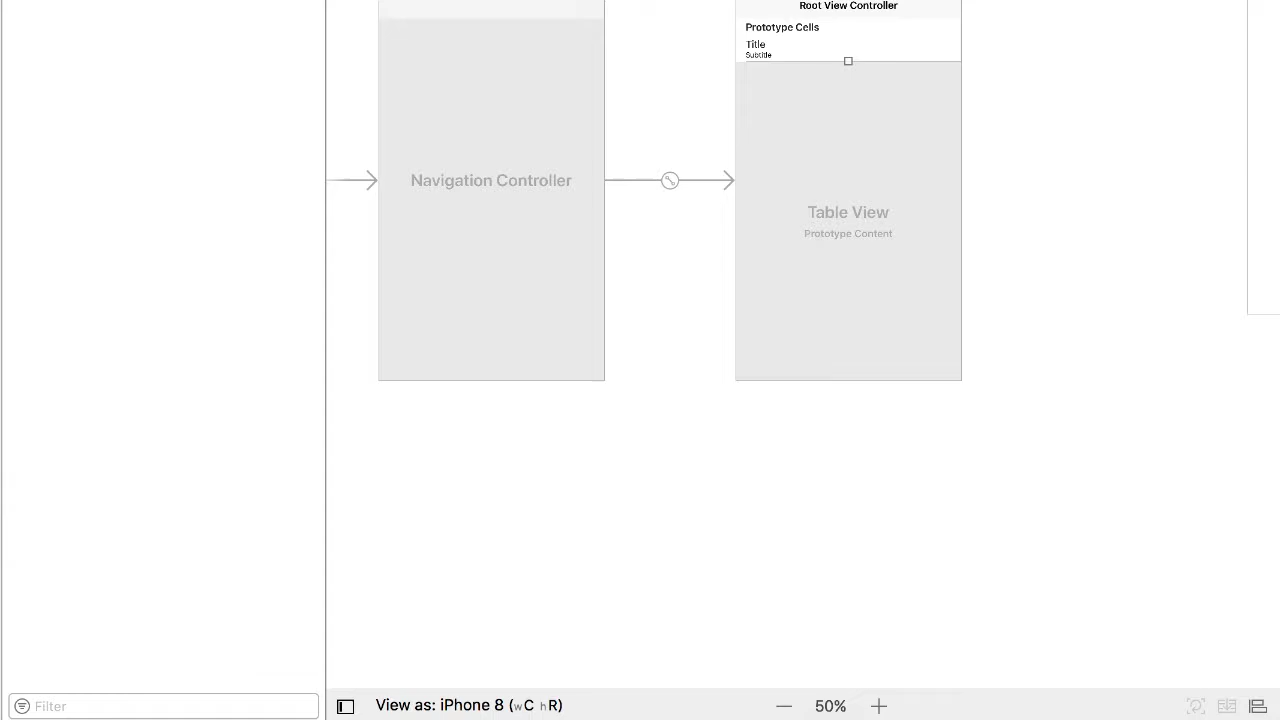 Root View Controller
Prototype Cells
Title
Subtitle
Navigation Controller
Table View
Prototype Content
Filter
View as: iPhone 8 (wC hR)
50%